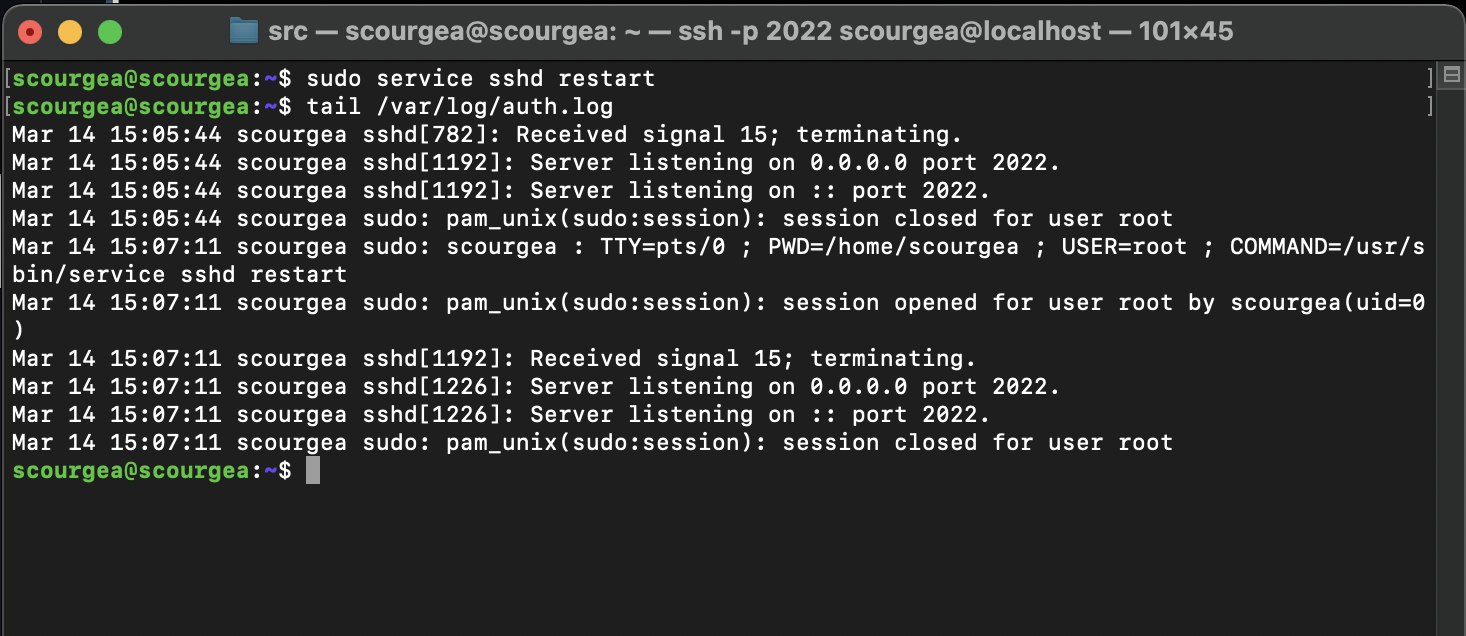 src — scourgea@scourgea: ~ — ssh -p 2022 scourgea@localhost — 101×45
[scourgea@scourgea:~$ sudo service sshd restart ]
[scourgea@scourgea:~$ tail /var/log/auth.log ]
Mar 14 15:05:44 scourgea sshd[782]: Received signal 15; terminating.
Mar 14 15:05:44 scourgea sshd[1192]: Server listening on 0.0.0.0 port 2022.
Mar 14 15:05:44 scourgea sshd[1192]: Server listening on :: port 2022.
Mar 14 15:05:44 scourgea sudo: pam_unix(sudo:session): session closed for user root
Mar 14 15:07:11 scourgea sudo: scourgea : TTY=pts/0 ; PWD=/home/scourgea ; USER=root ; COMMAND=/usr/s
bin/service sshd restart
Mar 14 15:07:11 scourgea sudo: pam_unix(sudo:session): session opened for user root by scourgea(uid=0
)
Mar 14 15:07:11 scourgea sshd[1192]: Received signal 15; terminating.
Mar 14 15:07:11 scourgea sshd[1226]: Server listening on 0.0.0.0 port 2022.
Mar 14 15:07:11 scourgea sshd[1226]: Server listening on :: port 2022.
Mar 14 15:07:11 scourgea sudo: pam_unix(sudo:session): session closed for user root
scourgea@scourgea:~$